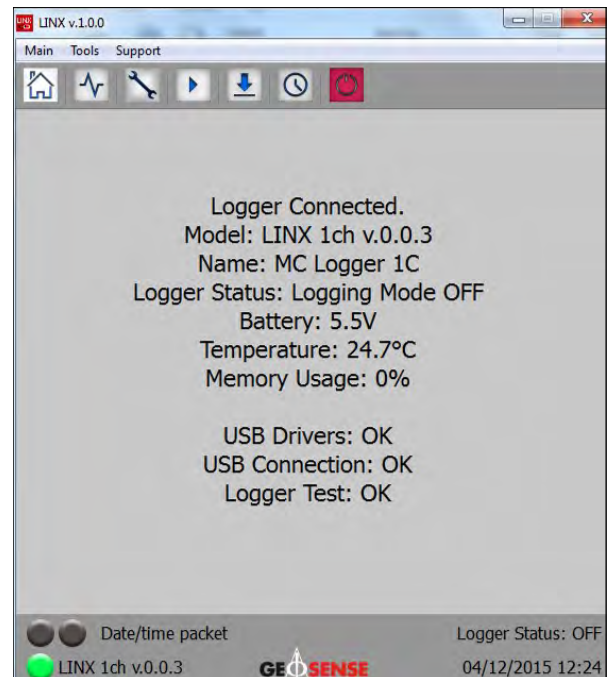 LINX v.1.0.0
Main Tools Support
Logger Connected.
Model: LINX 1ch v.0.0.3
Name: MC Logger 1C
Logger Status: Logging Mode OFF
Battery: 5.5V
Temperature: 24.7°C
Memory Usage: 0%
USB Drivers: OK
USB Connection: OK
Logger Test: OK
Date/time packet Logger Status: OFF
LINX 1ch v.0.0.3 GEOSENSE 04/12/2015 12:24